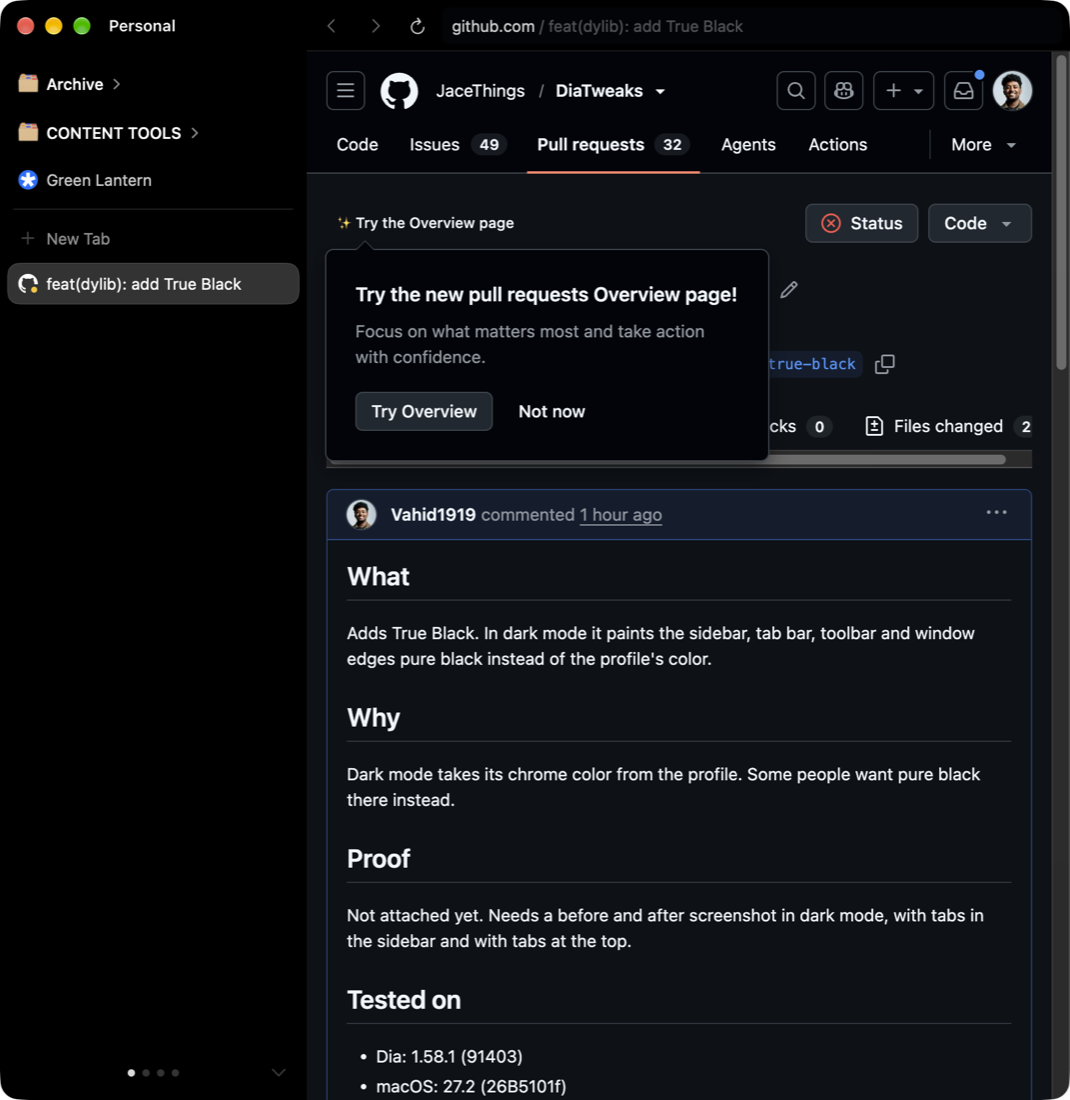 Personal
github.com / feat(dylib): add True Black
Archive
CONTENT TOOLS
Green Lantern
New Tab
feat(dylib): add True Black
JaceThings / DiaTweaks
Code
Issues 49
Pull requests 32
Agents
Actions
More
Try the Overview page
Status
Code
Try the new pull requests Overview page!
Focus on what matters most and take action
with confidence.
Try Overview
Not now
true-black
cks 0
Files changed 2
Vahid1919 commented 1 hour ago
What
Adds True Black. In dark mode it paints the sidebar, tab bar, toolbar and window
edges pure black instead of the profile's color.
Why
Dark mode takes its chrome color from the profile. Some people want pure black
there instead.
Proof
Not attached yet. Needs a before and after screenshot in dark mode, with tabs in
the sidebar and with tabs at the top.
Tested on
• Dia: 1.58.1 (91403)
• macOS: 27.2 (26B5101f)